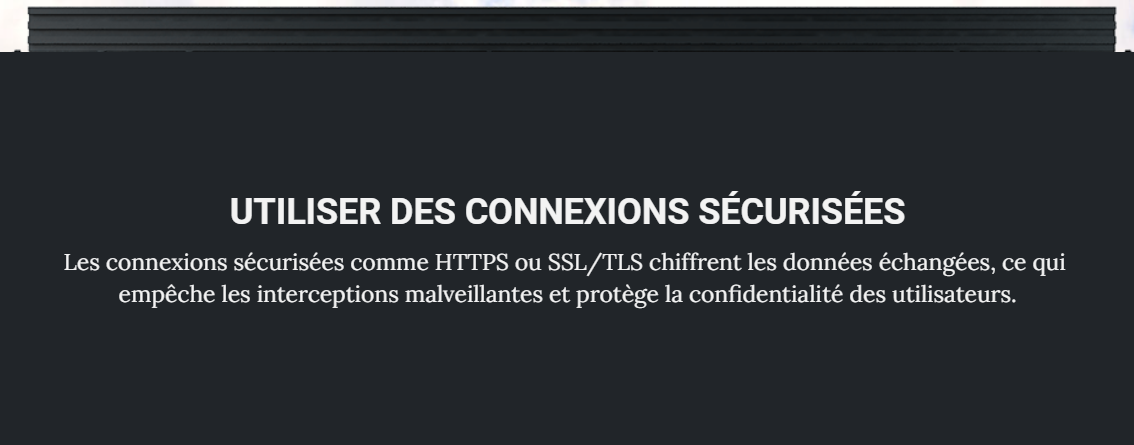 UTILISER DES CONNEXIONS SÉCURISÉES
Les connexions sécurisées comme HTTPS ou SSL/TLS chiffrent les données échangées, ce qui
empêche les interceptions malveillantes et protège la confidentialité des utilisateurs.